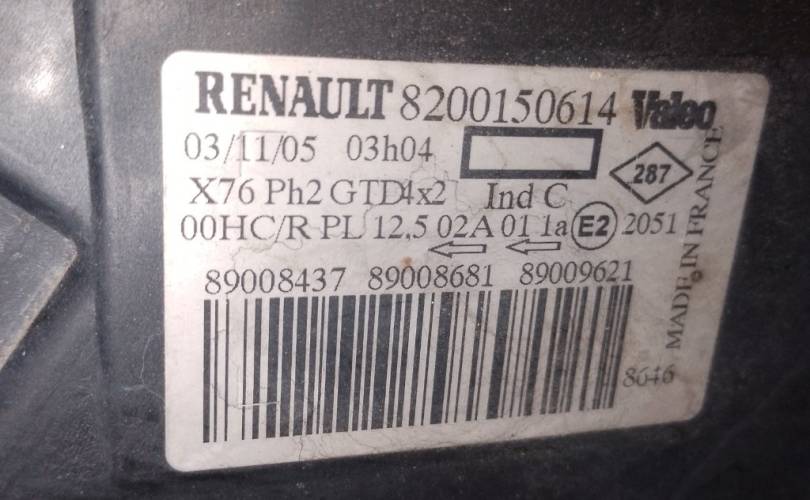 RENAULT 8200150614 Valeo
03/11/05 03h04
287
X76 Ph2 GTD4x2 Ind C
00HC/R PL 12,5 02A 01 1a E2 2051
89008437 89008681 89009621
8646
MADE IN FRANCE